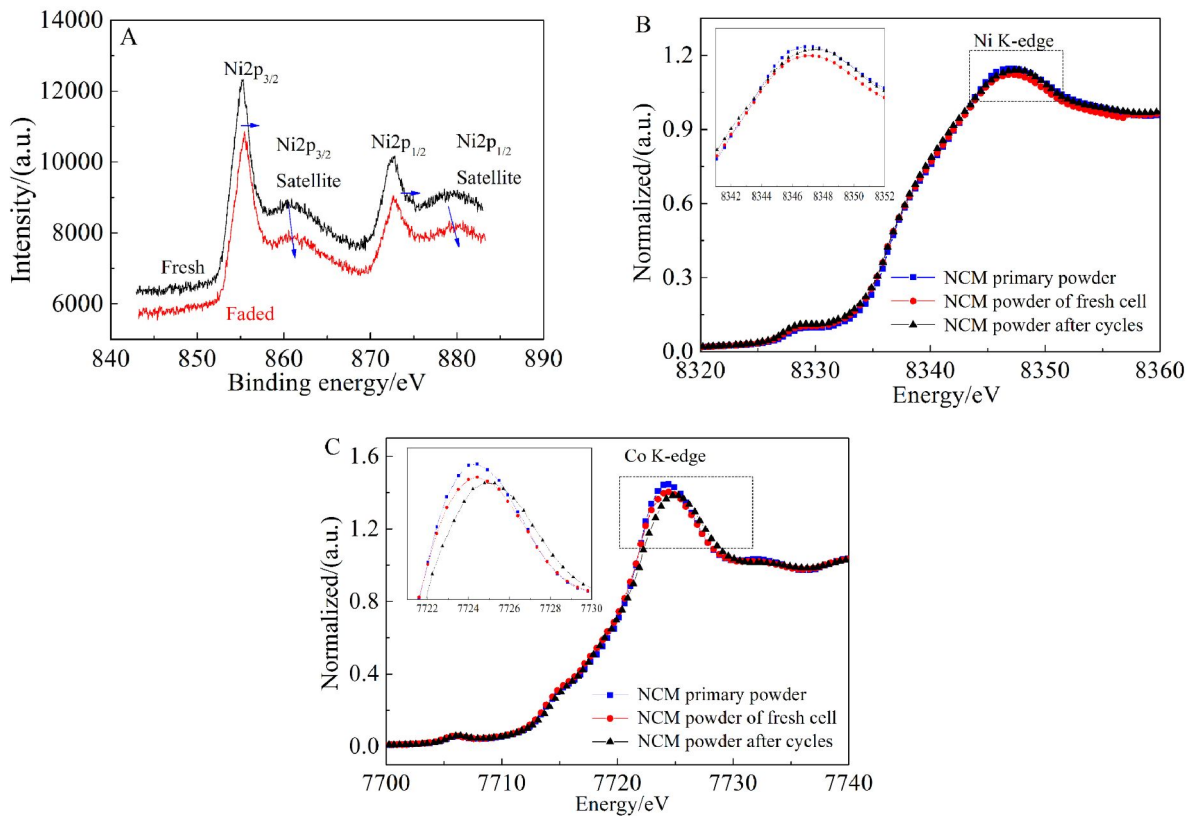 A
14000
12000
10000
8000
6000
Intensity/(a.u.)
Ni2p3/2
Ni2p3/2
Satellite
Ni2p1/2
Ni2p1/2
Satellite
Fresh
Faded
840 850 860 870 880 890
Binding energy/eV
B
1.2
0.9
0.6
0.3
0.0
Normalized/(a.u.)
8342 8344 8346 8348 8350 8352
Ni K-edge
NCM primary powder
NCM powder of fresh cell
NCM powder after cycles
8320 8330 8340 8350 8360
Energy/eV
C
1.6
1.2
0.8
0.4
0.0
Normalized/(a.u.)
7722 7724 7726 7728 7730
Co K-edge
NCM primary powder
NCM powder of fresh cell
NCM powder after cycles
7700 7710 7720 7730 7740
Energy/eV